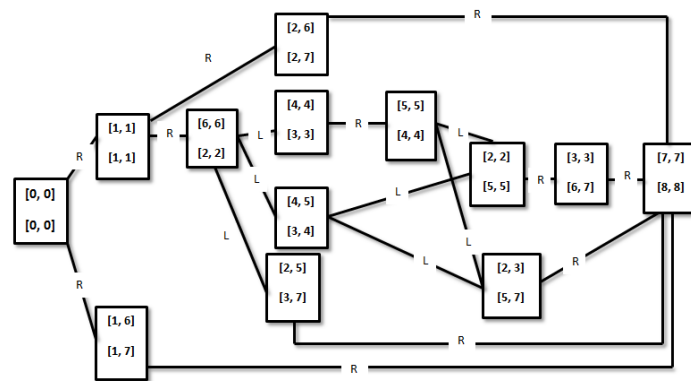 R
[2, 6]
[2, 7]
R
[1, 1]
[1, 1]
R
R
[6, 6]
[2, 2]
L
[4, 4]
[3, 3]
R
[5, 5]
[4, 4]
L
[2, 2]
[5, 5]
R
[3, 3]
[6, 7]
R
[7, 7]
[8, 8]
[0, 0]
[0, 0]
L
[4, 5]
[3, 4]
L
L
L
L
[2, 5]
[3, 7]
[2, 3]
[5, 7]
R
R
[1, 6]
[1, 7]
R
R